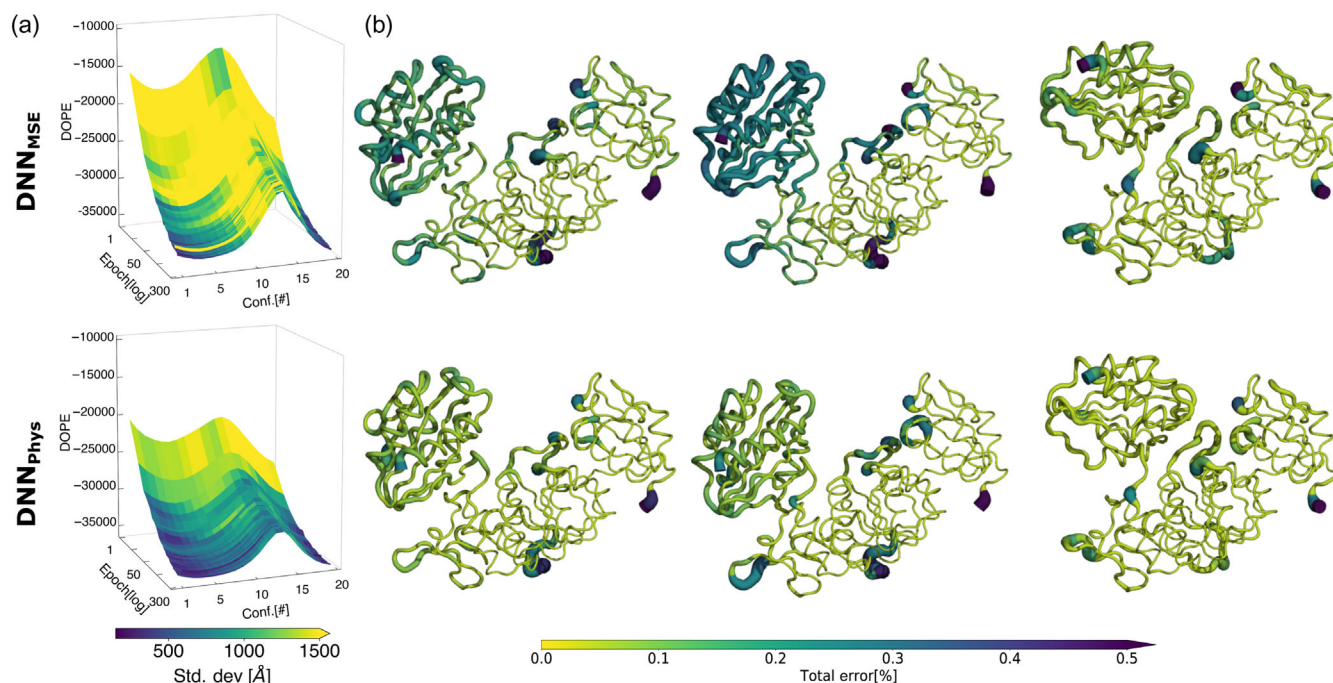 (a)
(b)
DNN_MSE
−10000
−15000
−20000
−25000
−30000
−35000
DOPE
1
50
300
Epoch[log]
1
5
10
15
20
Conf.[#]
DNN_Phys
−10000
−15000
−20000
−25000
−30000
−35000
DOPE
1
50
300
Epoch[log]
1
5
10
15
20
Conf.[#]
500 1000 1500
Std. dev [Å]
0.0 0.1 0.2 0.3 0.4 0.5
Total error[%]